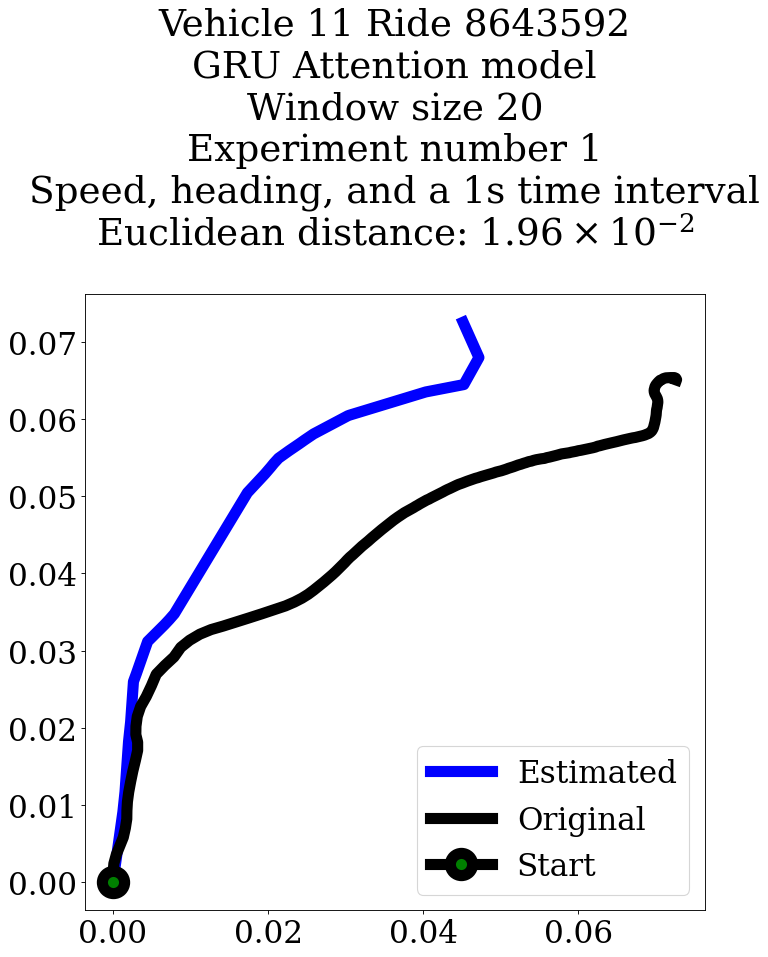 Vehicle 11 Ride 8643592
GRU Attention model
Window size 20
Experiment number 1
Speed, heading, and a 1s time interval
Euclidean distance: 1.96 × 10⁻²
0.07
0.06
0.05
0.04
0.03
0.02
0.01
0.00
Estimated
Original
Start
0.00 0.02 0.04 0.06